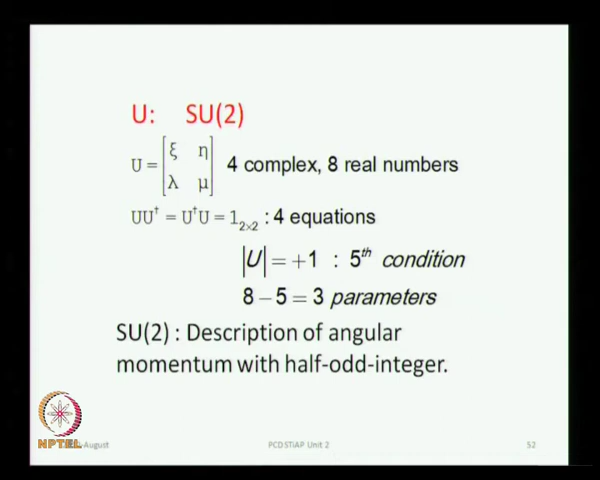 U: SU(2)
U = [ξ η
λ μ] 4 complex, 8 real numbers
UU† = U†U = 1₂ₓ₂ : 4 equations
|U| = +1 : 5th condition
8 – 5 = 3 parameters
SU(2) : Description of angular
momentum with half-odd-integer.
NPTEL -August PCD STiAP Unit 2 52